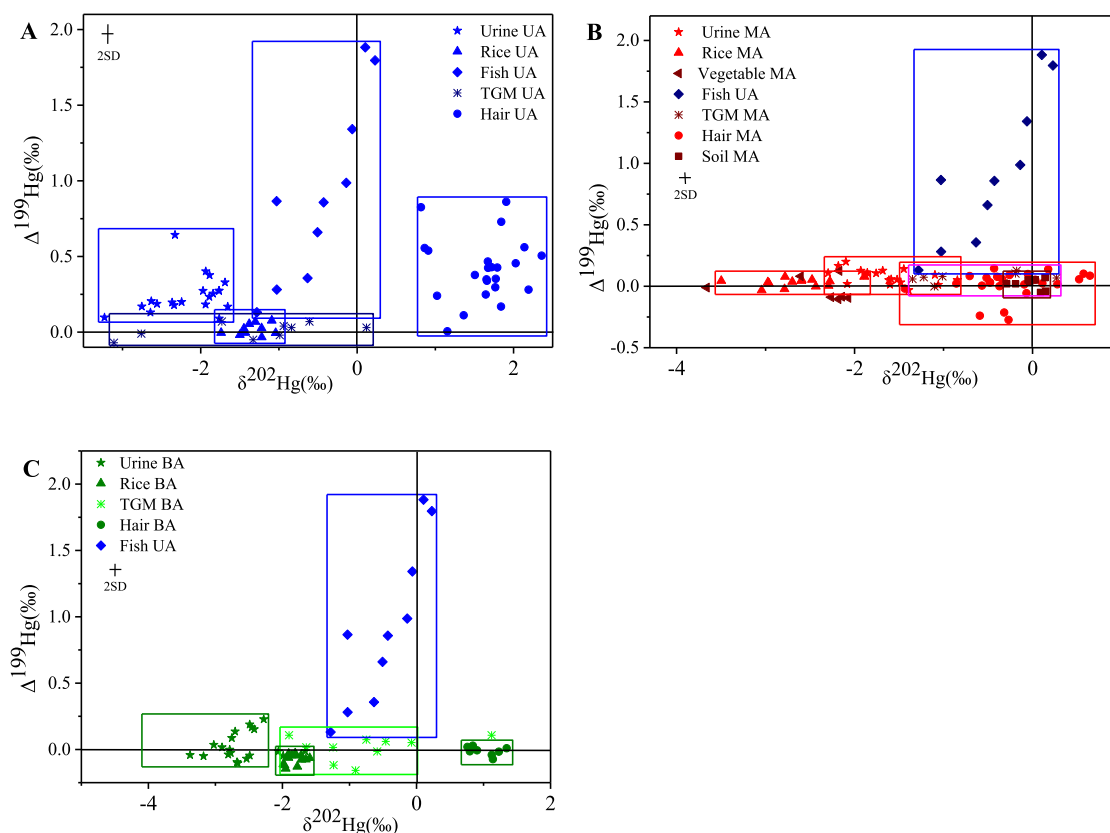 A
2SD
Urine UA
Rice UA
Fish UA
TGM UA
Hair UA
2.0
1.5
1.0
0.5
0.0
Δ199Hg(‰)
-2
0
2
δ202Hg(‰)
B
Urine MA
Rice MA
Vegetable MA
Fish UA
TGM MA
Hair MA
Soil MA
2SD
2.0
1.5
1.0
0.5
0.0
-0.5
Δ199Hg(‰)
-4
-2
0
δ202Hg(‰)
C
Urine BA
Rice BA
TGM BA
Hair BA
Fish UA
2SD
2.0
1.5
1.0
0.5
0.0
Δ199Hg(‰)
-4
-2
0
2
δ202Hg(‰)